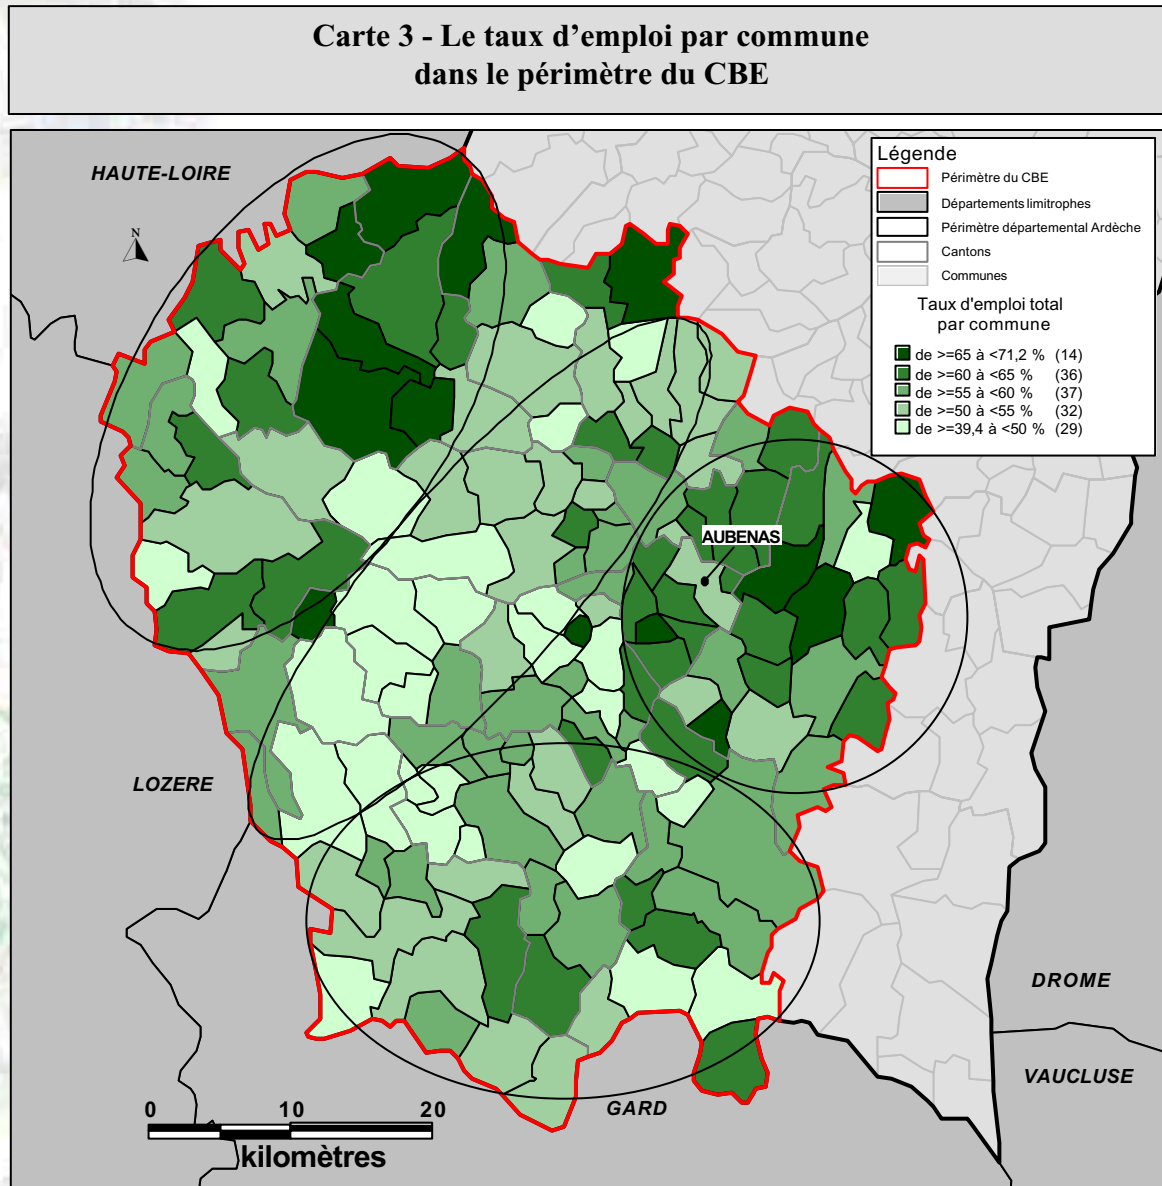 Carte 3 - Le taux d'emploi par commune
dans le périmètre du CBE
HAUTE-LOIRE
N
Légende
Périmètre du CBE
Départements limitrophes
Périmètre départemental Ardèche
Cantons
Communes
Taux d'emploi total
par commune
de >=65 à <71,2 % (14)
de >=60 à <65 % (36)
de >=55 à <60 % (37)
de >=50 à <55 % (32)
de >=39,4 à <50 % (29)
AUBENAS
LOZERE
DROME
VAUCLUSE
GARD
0 10 20
kilomètres